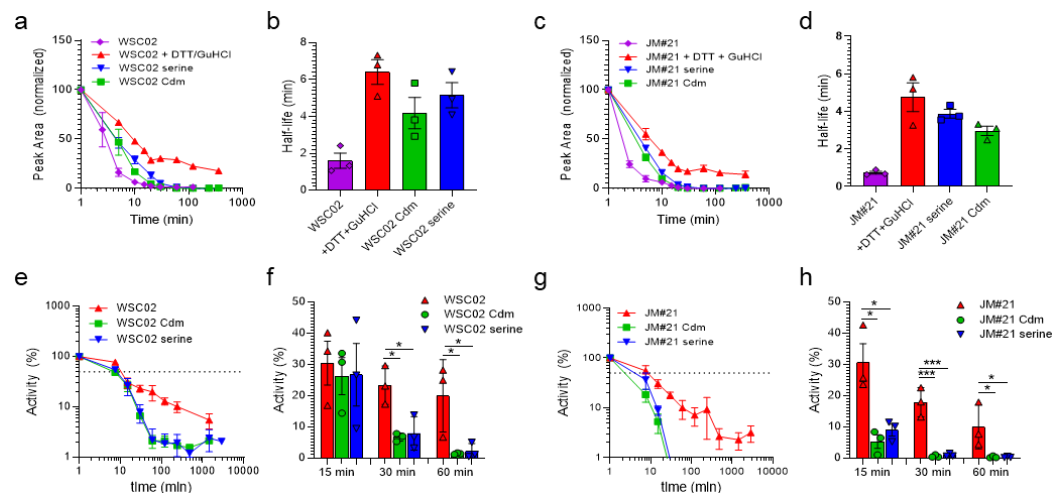 a
WSC02
WSC02 + DTT/GuHCl
WSC02 serine
WSC02 Cdm
Peak Area (normalized)
150
100
50
0
1 10 100 1000
Time (min)
b
Half-life (min)
8
6
4
2
0
WSC02
+DTT+GuHCl
WSC02 Cdm
WSC02 serine
c
JM#21
JM#21 + DTT + GuHCl
JM#21 serine
JM#21 Cdm
Peak Area (normalized)
150
100
50
0
1 10 100 1000
Time (min)
d
Half-life (min)
8
6
4
2
0
JM#21
+DTT+GuHCl
JM#21 serine
JM#21 Cdm
e
WSC02
WSC02 Cdm
WSC02 serine
Activity (%)
1000
100
10
1
1 10 100 1000 10000
time (min)
f
WSC02
WSC02 Cdm
WSC02 serine
Activity (%)
50
40
30
20
10
0
* *
* *
15 min 30 min 60 min
g
JM#21
JM#21 Cdm
JM#21 serine
Activity (%)
1000
100
10
1
1 10 100 1000 10000
time (min)
h
JM#21
JM#21 Cdm
JM#21 serine
Activity (%)
50
40
30
20
10
0
*
*
***
***
*
*
15 min 30 min 60 min